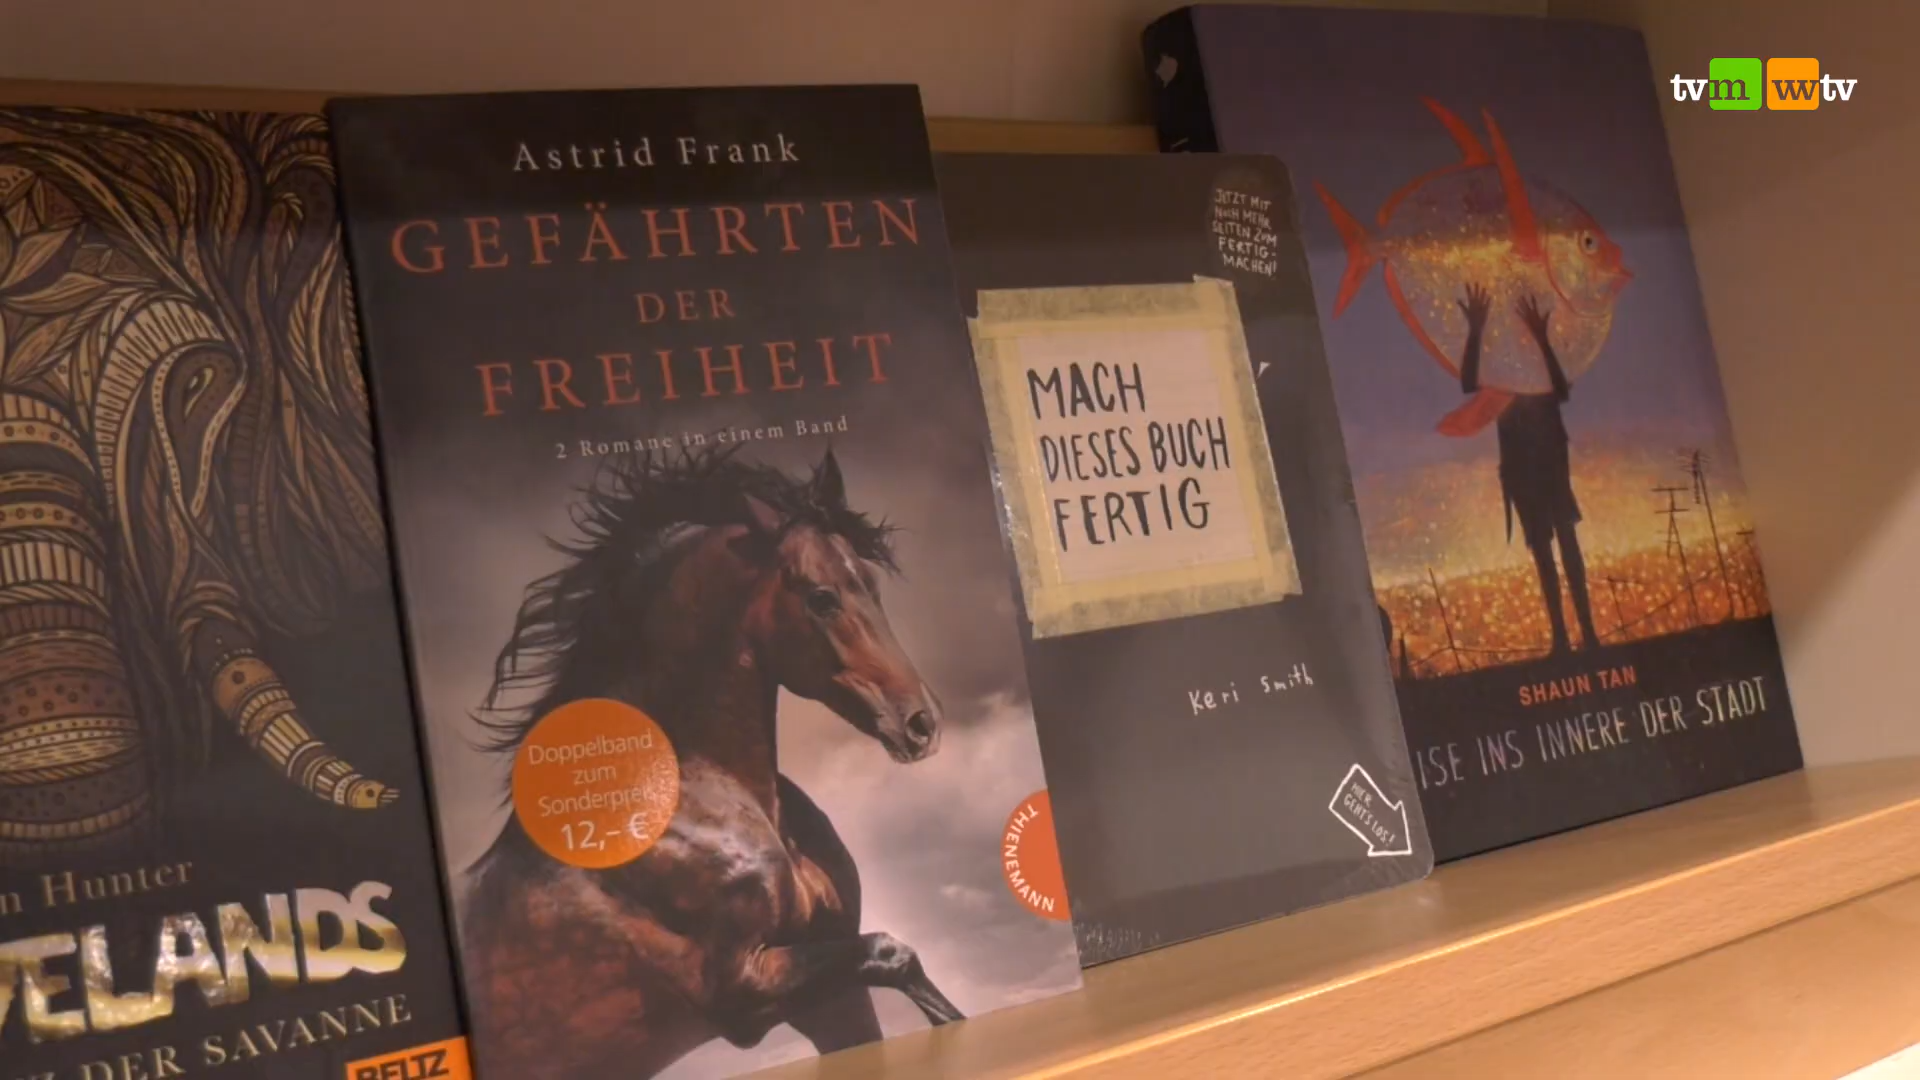 tvm wtv
Astrid Frank
GEFÄHRTEN
DER
FREIHEIT
2 Romane in einem Band
Doppelband
zum
Sonderpreis
12,– €
THIENEMANN
JETZT MIT
NOCH MEHR
SEITEN ZUM
FERTIG-
MACHEN!
MACH
DIESES BUCH
FERTIG
Keri Smith
HIER
GEHT'S LOS!
SHAUN TAN
ISE INS INNERE DER STADT
n Hunter
ELANDS
DER SAVANNE
BELTZ